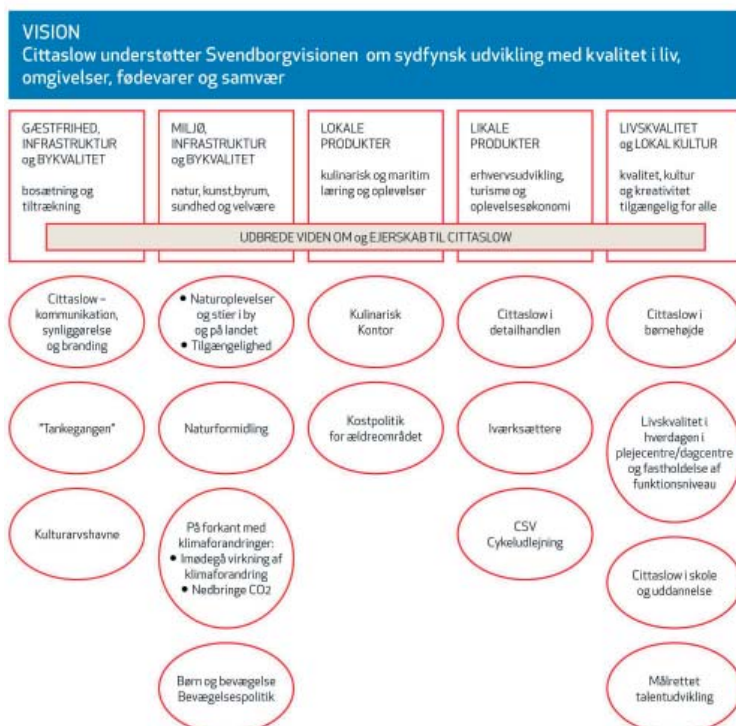 VISION
Cittaslow understøtter Svendborgvisionen om sydfynsk udvikling med kvalitet i liv,
omgivelser, fødevarer og samvær
GÆSTFRIHED,
INFRASTRUKTUR
og BYKVALITET
bosætning og
tiltrækning
MILJØ,
INFRASTRUKTUR
og BYKVALITET
natur, kunst,byrum,
sundhed og velvære
LOKALE
PRODUKTER
kulinarisk og maritim
læring og oplevelser
LIKALE
PRODUKTER
erhvervsudvikling,
turisme og
oplevelsesøkonomi
LIVSKVALITET
og LOKAL KULTUR
kvalitet, kultur
og kreativitet
tilgængelig for alle
UDBREDE VIDEN OM og EJERSKAB TIL CITTASLOW
Cittaslow –
kommunikation,
synliggørelse
og branding
"Tankegangen"
Kulturarvshavne
• Naturoplevelser
og stier i by
og på landet
• Tilgængelighed
Naturformidling
På forkant med
klimaforandringer:
• Imødegå virkning af
klimaforandring
• Nedbringe CO2
Børn og bevægelse
Bevægelsespolitik
Kulinarisk
Kontor
Kostpolitik
for ældreområdet
Cittaslow i
detailhandlen
Iværksættere
CSV
Cykeludlejning
Cittaslow i
børnehøjde
Livskvalitet i
hverdagen i
plejecentre/dagcentre
og fastholdelse af
funktionsniveau
Cittaslow i skole
og uddannelse
Målrettet
talentudvikling